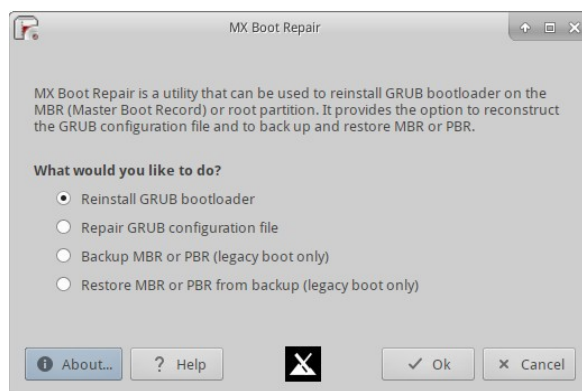 MX Boot Repair
MX Boot Repair is a utility that can be used to reinstall GRUB bootloader on the
MBR (Master Boot Record) or root partition. It provides the option to reconstruct
the GRUB configuration file and to back up and restore MBR or PBR.
What would you like to do?
Reinstall GRUB bootloader
Repair GRUB configuration file
Backup MBR or PBR (legacy boot only)
Restore MBR or PBR from backup (legacy boot only)
About...
? Help
Ok
Cancel